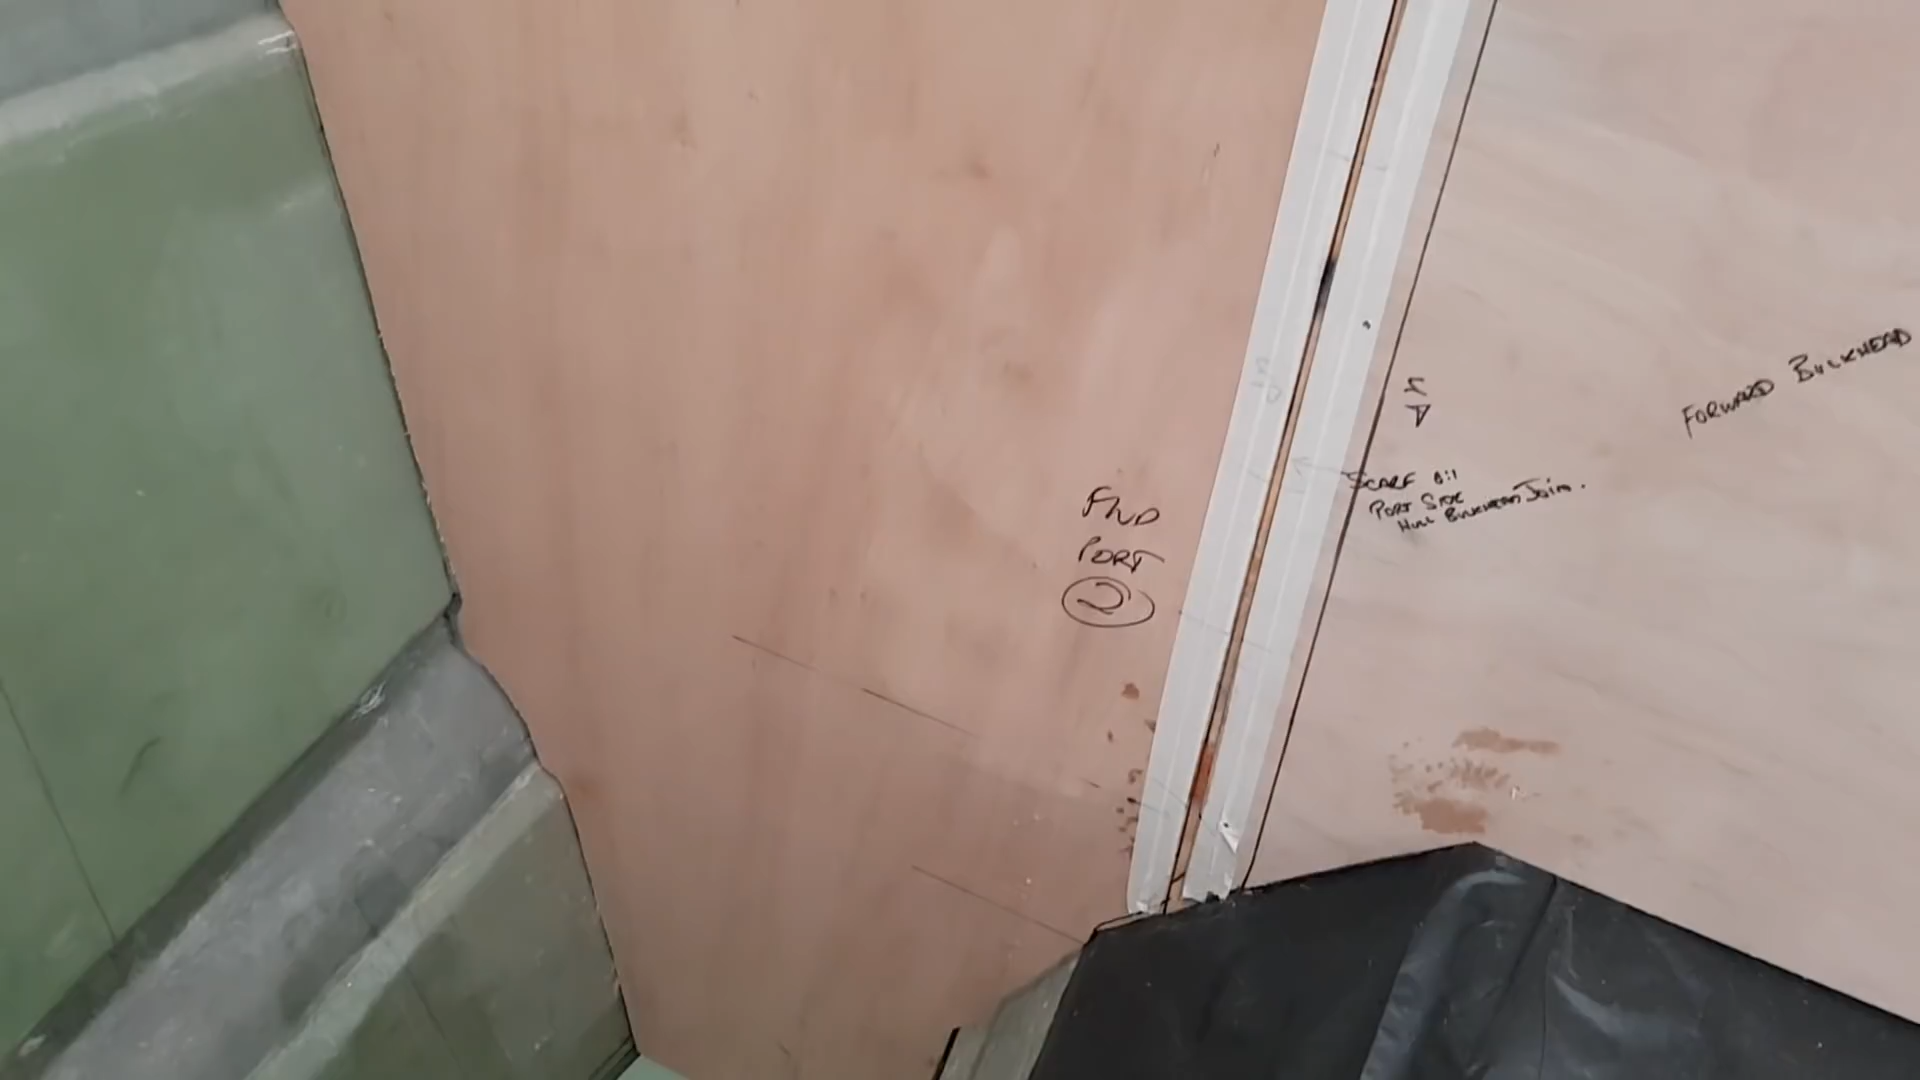 FWD
PORT
2
SCARF 8:1
PORT SIDE
HULL BULKHEAD JOIN.
FORWARD BULKHEAD